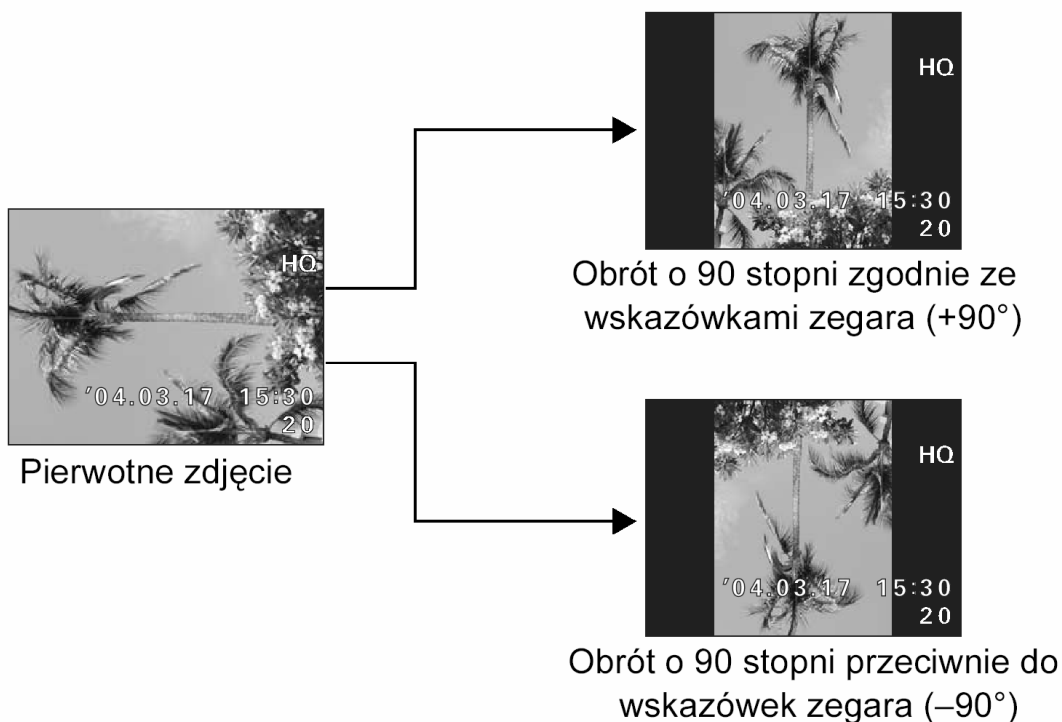 HQ
'04.03.17 15:30
20
Obrót o 90 stopni zgodnie ze
wskazówkami zegara (+90°)
HQ
'04.03.17 15:30
20
Pierwotne zdjęcie
HQ
'04.03.17 15:30
20
Obrót o 90 stopni przeciwnie do
wskazówek zegara (–90°)